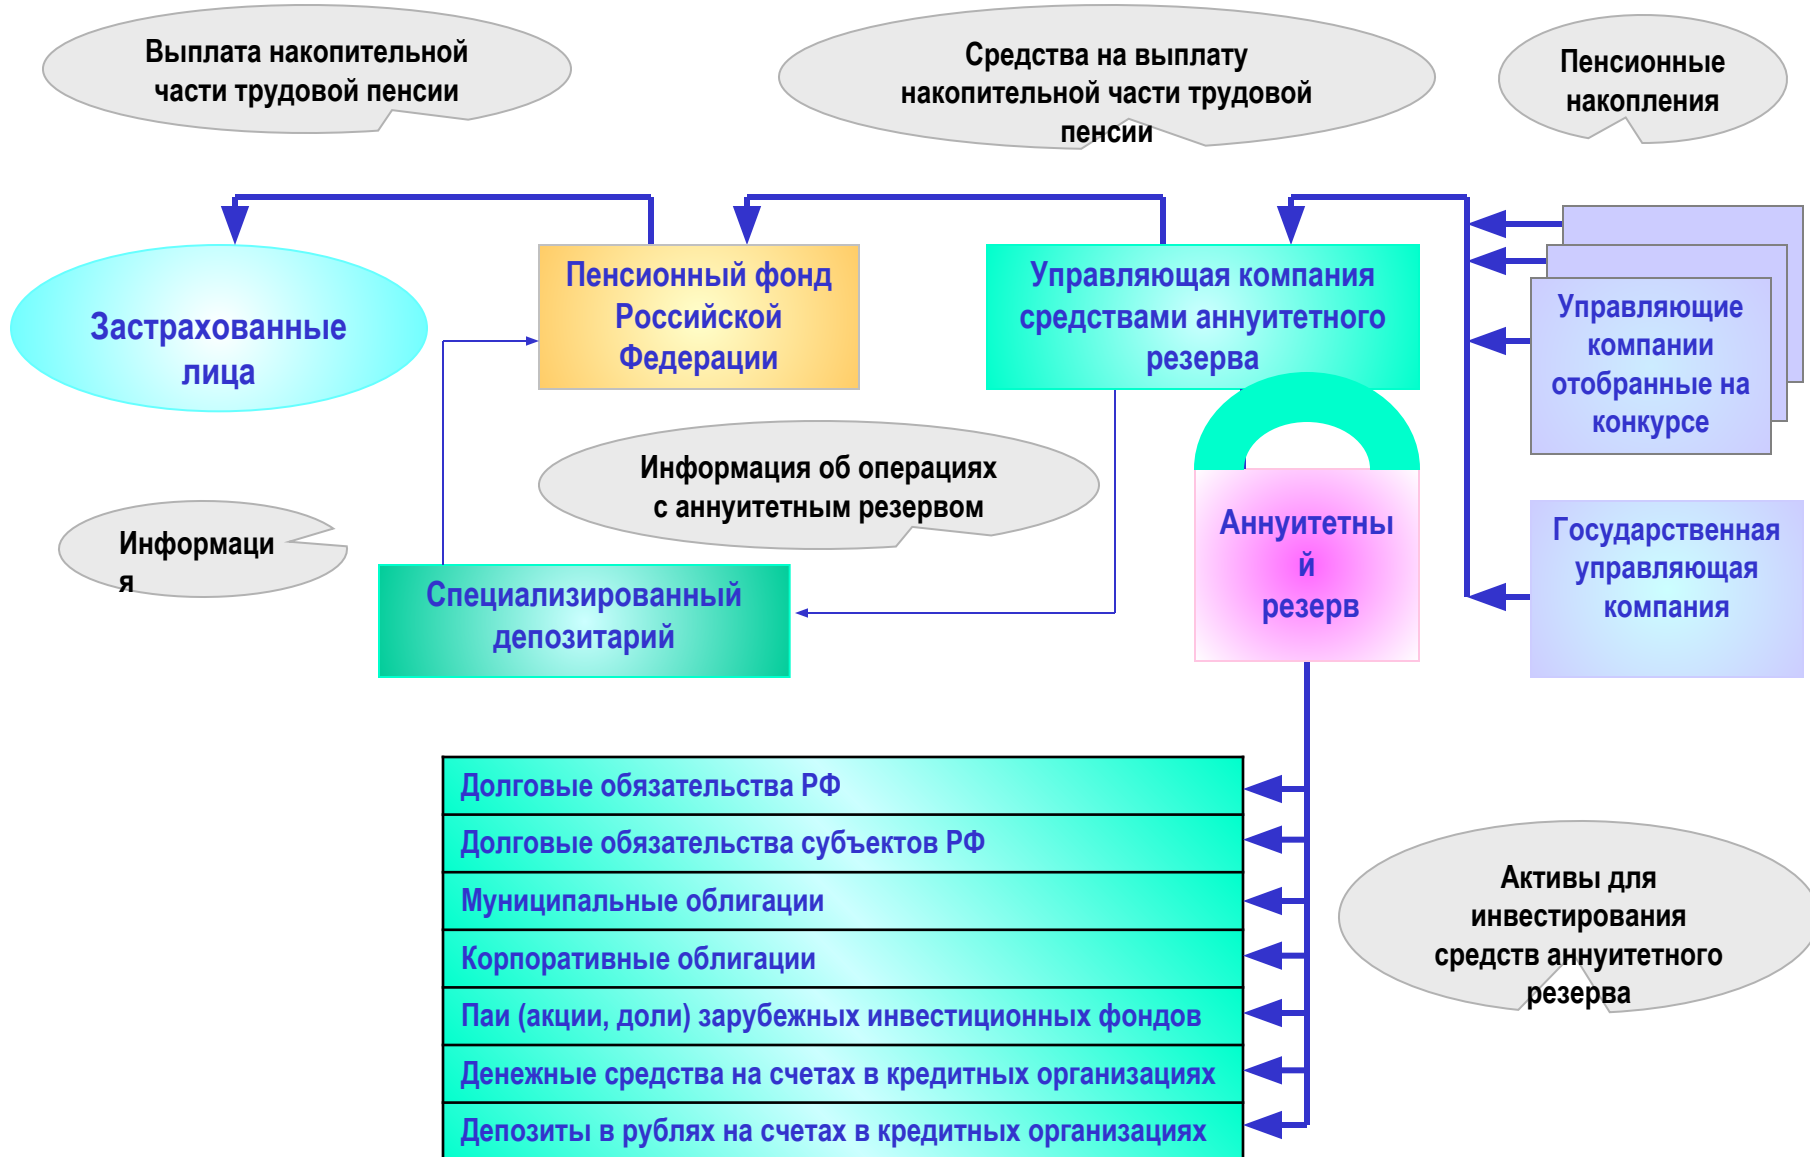 Выплата накопительной
части трудовой пенсии
Средства на выплату
накопительной части трудовой
пенсии
Пенсионные
накопления
Застрахованные
лица
Пенсионный фонд
Российской
Федерации
Управляющая компания
средствами аннуитетного
резерва
Управляющие
компании
отобранные на
конкурсе
Информация об операциях
с аннуитетным резервом
Информаци
я
Специализированный
депозитарий
Аннуитетны
й
резерв
Государственная
управляющая
компания
Долговые обязательства РФ
Долговые обязательства субъектов РФ
Муниципальные облигации
Корпоративные облигации
Паи (акции, доли) зарубежных инвестиционных фондов
Денежные средства на счетах в кредитных организациях
Депозиты в рублях на счетах в кредитных организациях
Активы для
инвестирования
средств аннуитетного
резерва